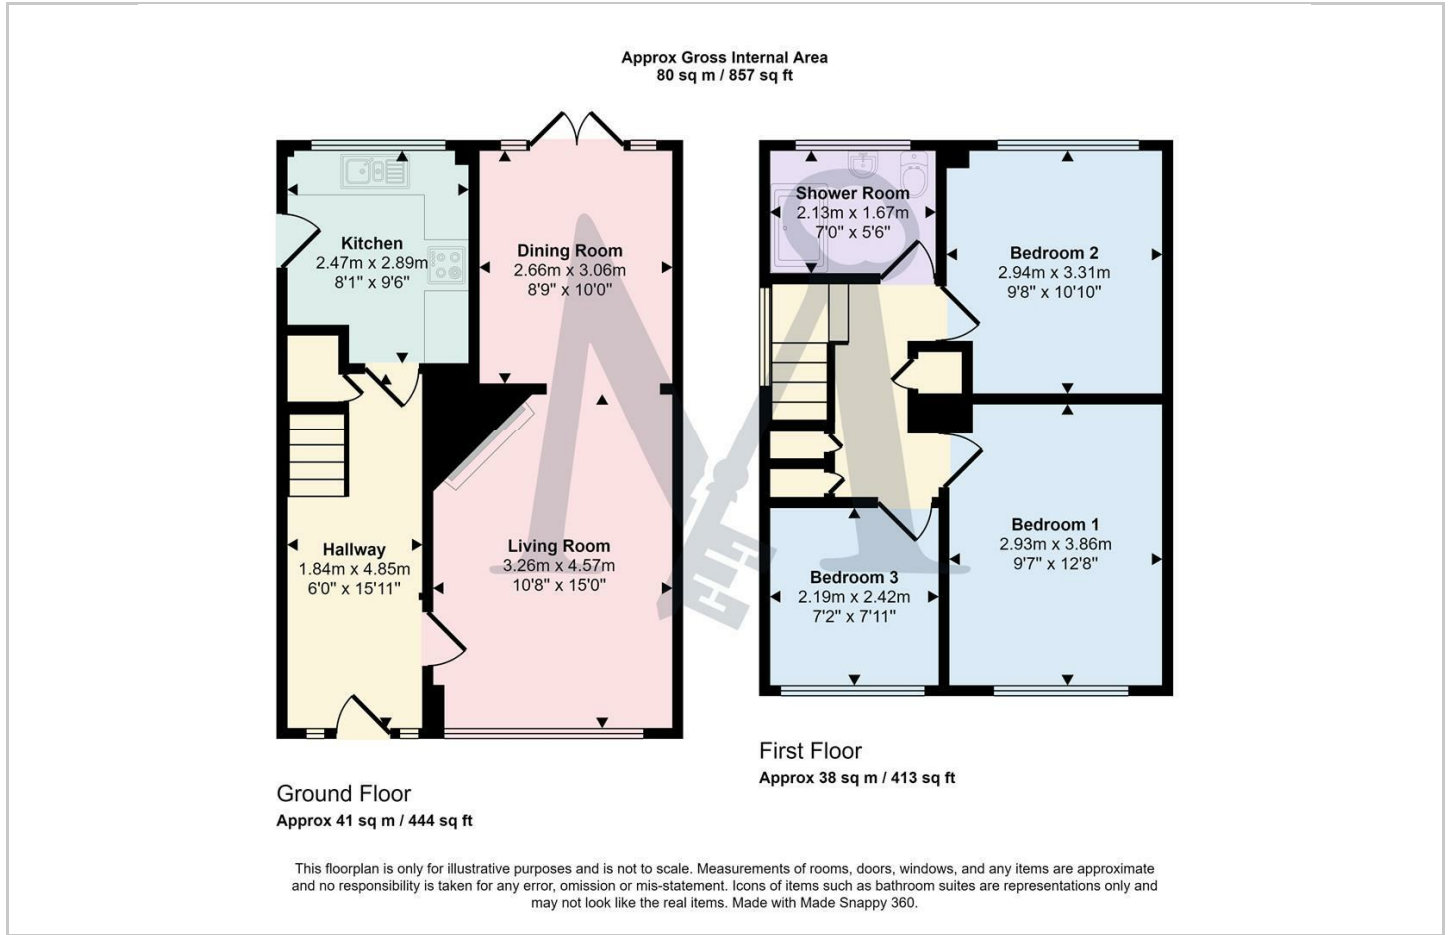 Approx Gross Internal Area
80 sq m / 857 sq ft
Kitchen
2.47m x 2.89m
8'1" x 9'6"
Dining Room
2.66m x 3.06m
8'9" x 10'0"
Hallway
1.84m x 4.85m
6'0" x 15'11"
Living Room
3.26m x 4.57m
10'8" x 15'0"
Ground Floor
Approx 41 sq m / 444 sq ft
Shower Room
2.13m x 1.67m
7'0" x 5'6"
Bedroom 2
2.94m x 3.31m
9'8" x 10'10"
Bedroom 1
2.93m x 3.86m
9'7" x 12'8"
Bedroom 3
2.19m x 2.42m
7'2" x 7'11"
First Floor
Approx 38 sq m / 413 sq ft
This floorplan is only for illustrative purposes and is not to scale. Measurements of rooms, doors, windows, and any items are approximate
and no responsibility is taken for any error, omission or mis-statement. Icons of items such as bathroom suites are representations only and
may not look like the real items. Made with Made Snappy 360.